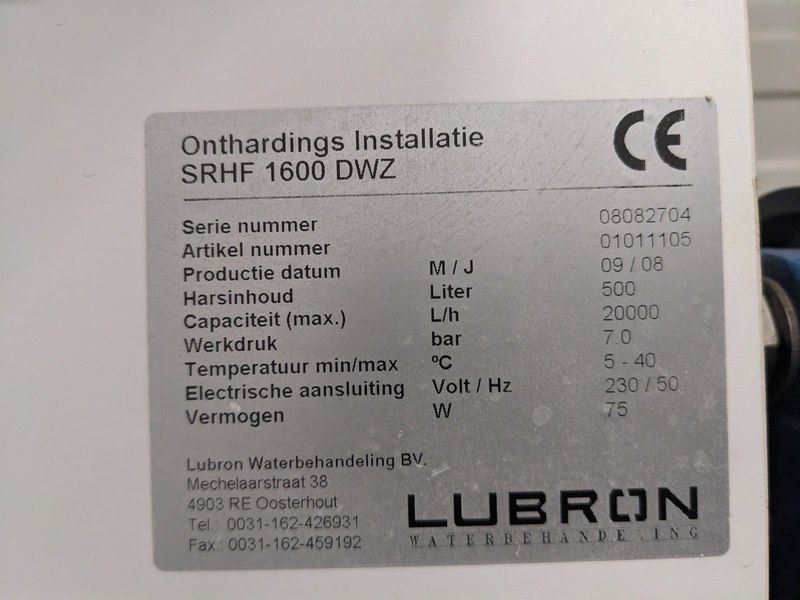 Onthardings Installatie
SRHF 1600 DWZ
CE
Serie nummer 08082704
Artikel nummer 01011105
Productie datum M / J 09 / 08
Harsinhoud Liter 500
Capaciteit (max.) L/h 20000
Werkdruk bar 7.0
Temperatuur min/max ºC 5 - 40
Electrische aansluiting Volt / Hz 230 / 50
Vermogen W 75
Lubron Waterbehandeling BV.
Mechelaarstraat 38
4903 RE Oosterhout
Tel.: 0031-162-426931
Fax.: 0031-162-459192
LUBRON
WATERBEHANDELING